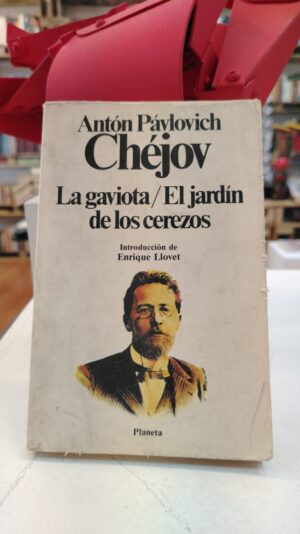 Antón Pávlovich
Chéjov
La gaviota/El jardín
de los cerezos
Introducción de
Enrique Llovet
Planeta